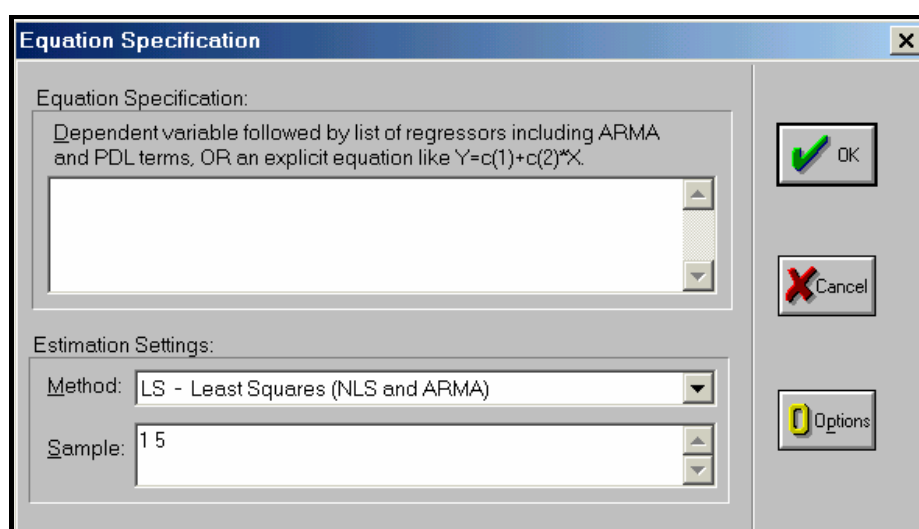 Equation Specification
Equation Specification:
Dependent variable followed by list of regressors including ARMA
and PDL terms, OR an explicit equation like Y=c(1)+c(2)*X.
OK
Cancel
Estimation Settings:
Method: LS - Least Squares (NLS and ARMA)
Sample: 1 5
Options